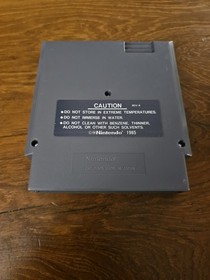 CAUTION
●DO NOT STORE IN EXTREME TEMPERATURES.
●DO NOT IMMERSE IN WATER.
●DO NOT CLEAN WITH BENZENE, THINNER,
ALCOHOL OR OTHER SUCH SOLVENTS.
©Nintendo 1985
Nintendo